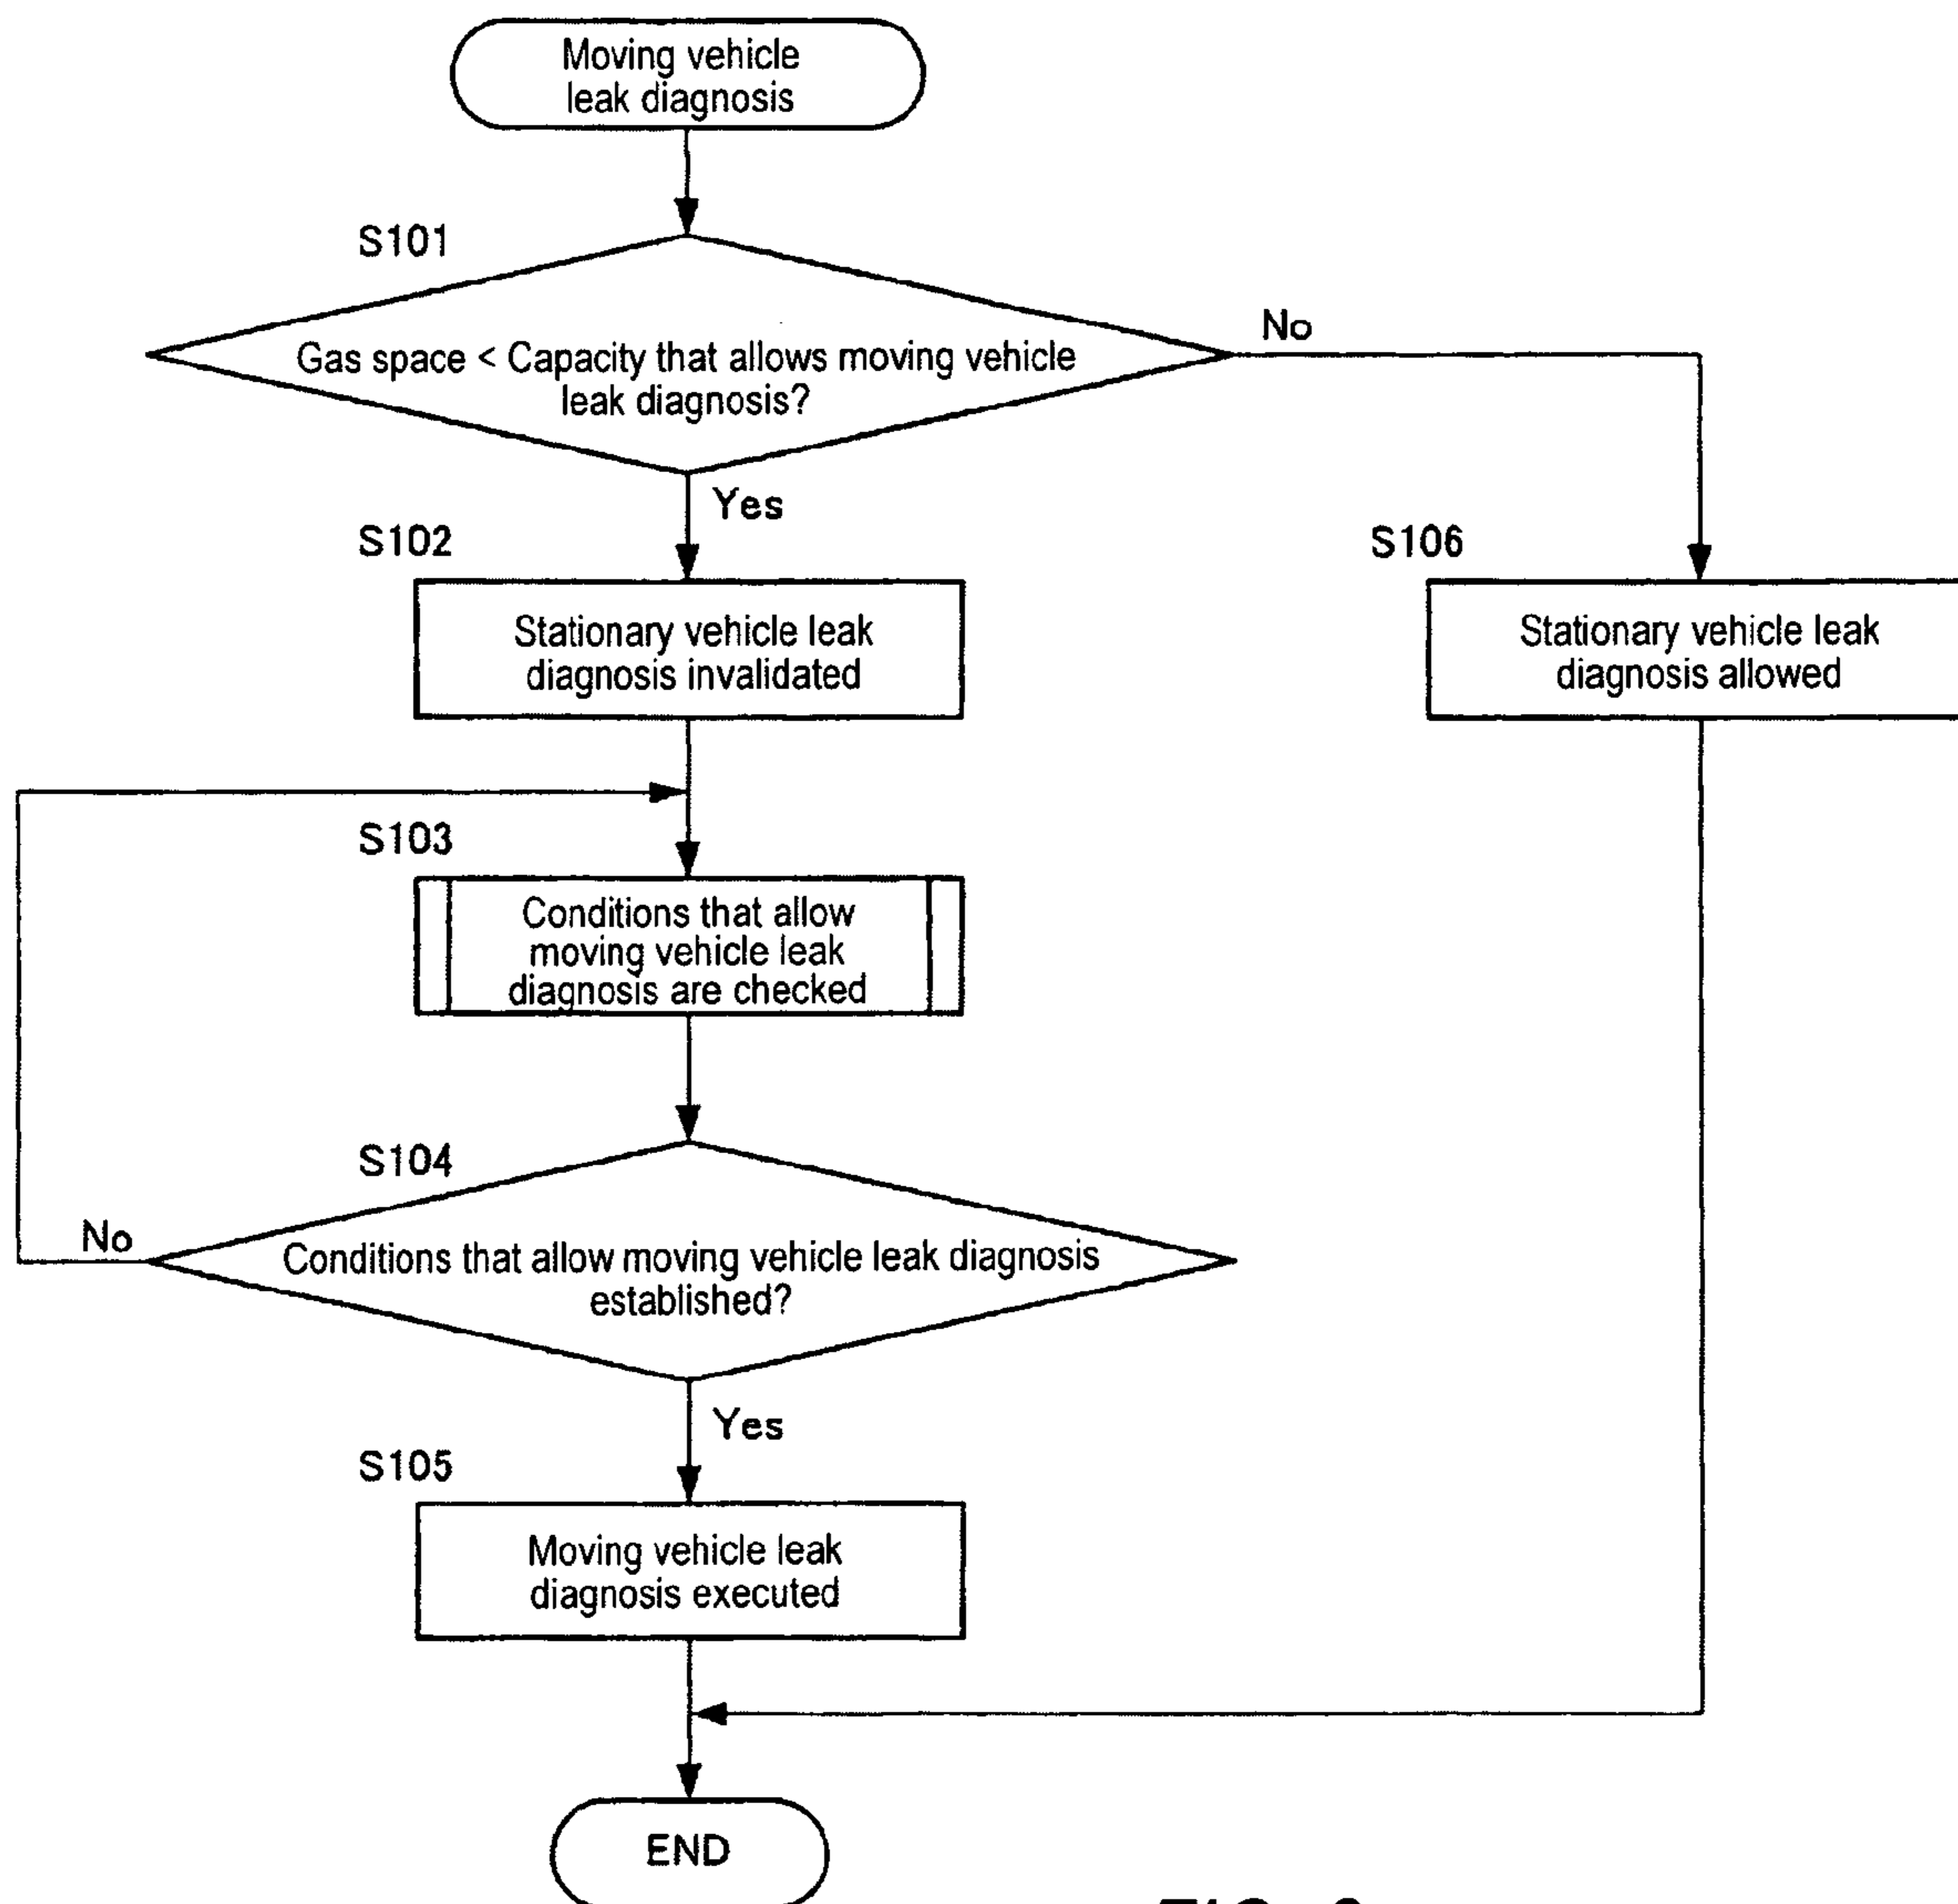 Moving vehicle
leak diagnosis
S101
Gas space < Capacity that allows moving vehicle
leak diagnosis?
No
Yes
S102
Stationary vehicle leak
diagnosis invalidated
S106
Stationary vehicle leak
diagnosis allowed
S103
Conditions that allow
moving vehicle leak
diagnosis are checked
S104
Conditions that allow moving vehicle leak diagnosis
established?
No
Yes
S105
Moving vehicle leak
diagnosis executed
END